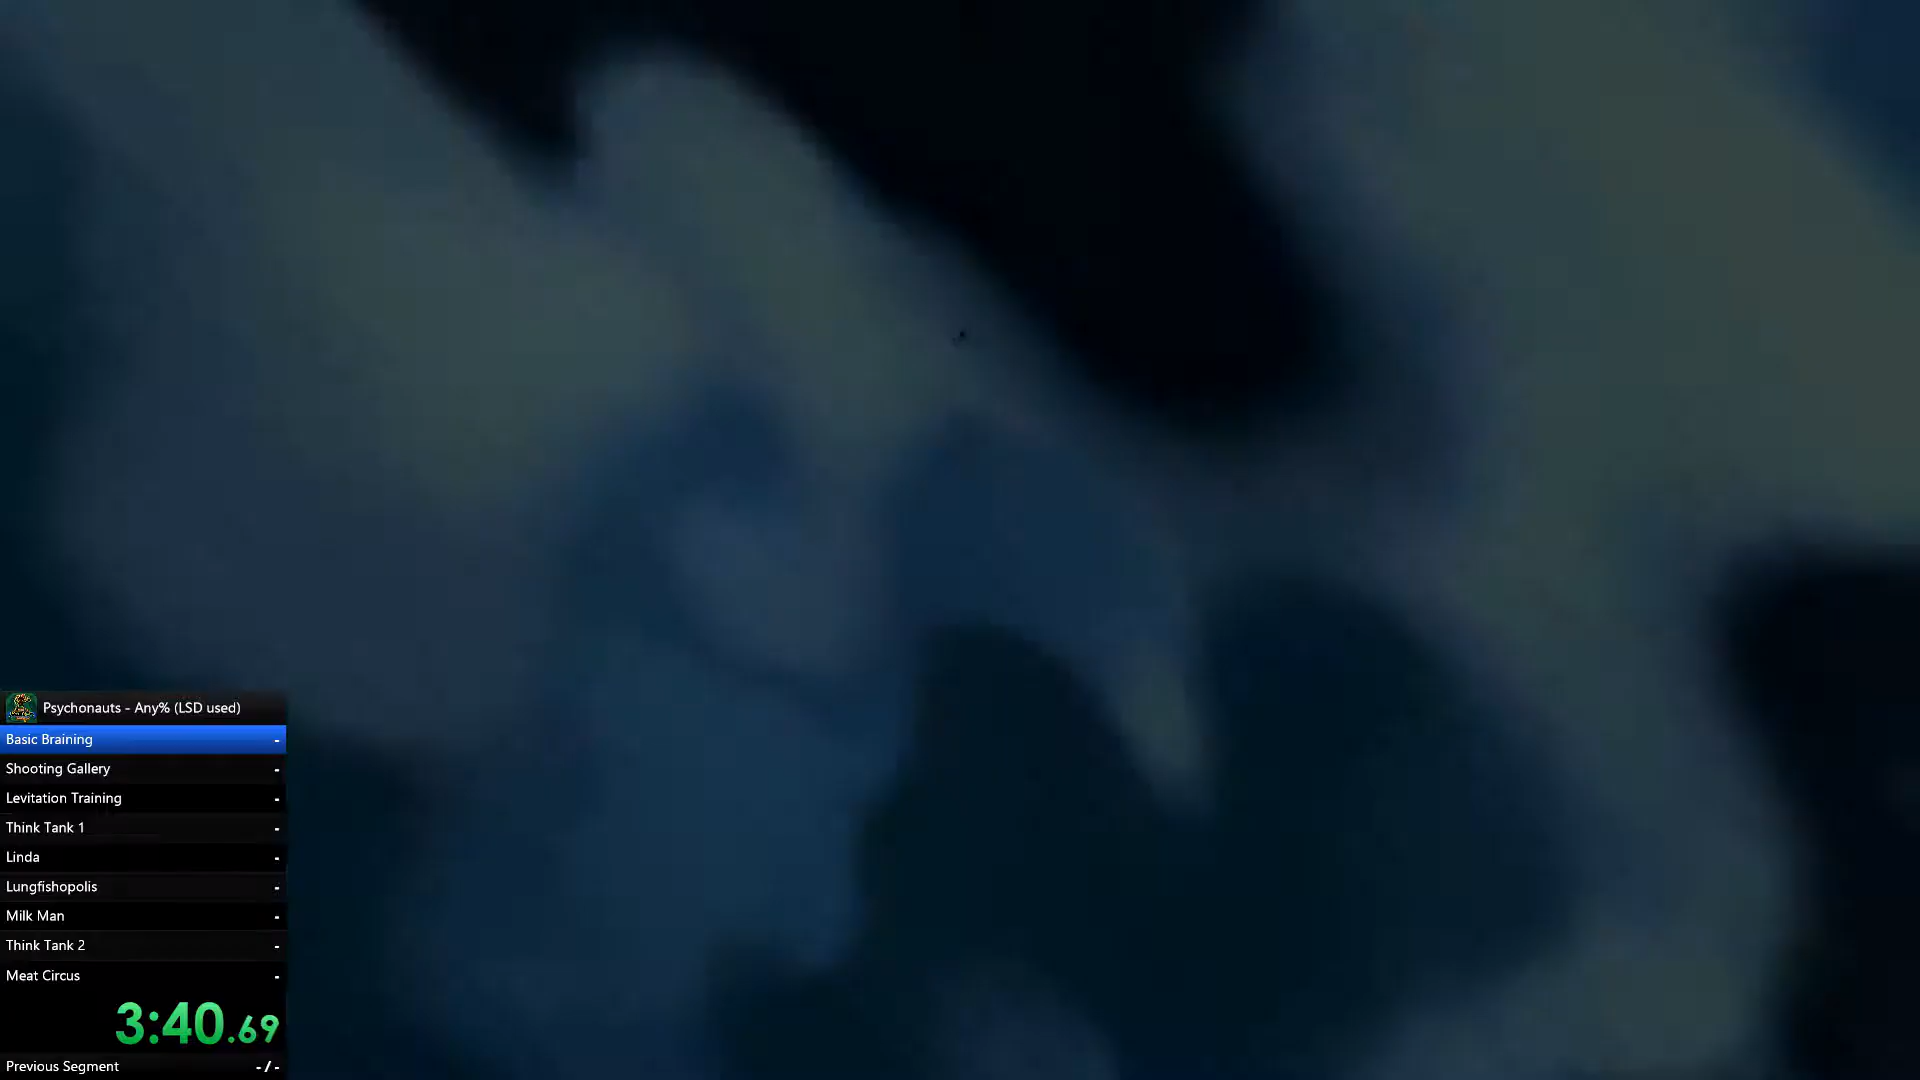 Psychonauts - Any% (LSD used)
Basic Braining -
Shooting Gallery -
Levitation Training -
Think Tank 1 -
Linda -
Lungfishopolis -
Milk Man -
Think Tank 2 -
Meat Circus -
3:40.69
Previous Segment - / -